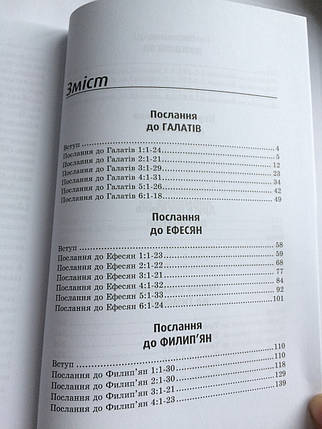 Зміст
Послання
до ГАЛАТІВ
Вступ 4
Послання до Галатів 1:1-24 5
Послання до Галатів 2:1-21 12
Послання до Галатів 3:1-29 23
Послання до Галатів 4:1-31 34
Послання до Галатів 5:1-26 42
Послання до Галатів 6:1-18 49
Послання
до ЕФЕСЯН
Вступ 58
Послання до Ефесян 1:1-23 59
Послання до Ефесян 2:1-22 68
Послання до Ефесян 3:1-21 77
Послання до Ефесян 4:1-32 84
Послання до Ефесян 5:1-33 92
Послання до Ефесян 6:1-24 101
Послання
до ФИЛИП'ЯН
Вступ 110
Послання до Филип'ян 1:1-30 110
Послання до Филип'ян 2:1-30 118
Послання до Филип'ян 3:1-21 129
Послання до Филип'ян 4:1-23 139